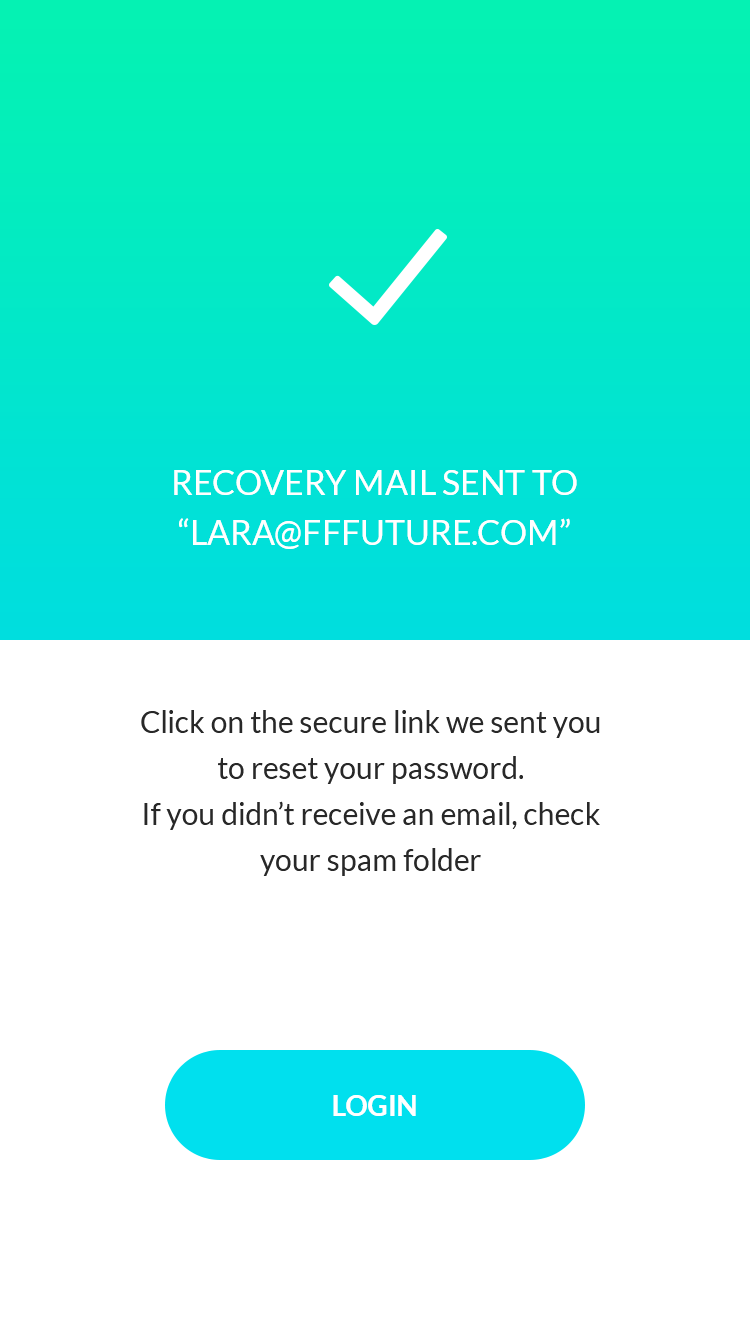 RECOVERY MAIL SENT TO
“LARA@FFFUTURE.COM”
Click on the secure link we sent you
to reset your password.
If you didn’t receive an email, check
your spam folder
LOGIN